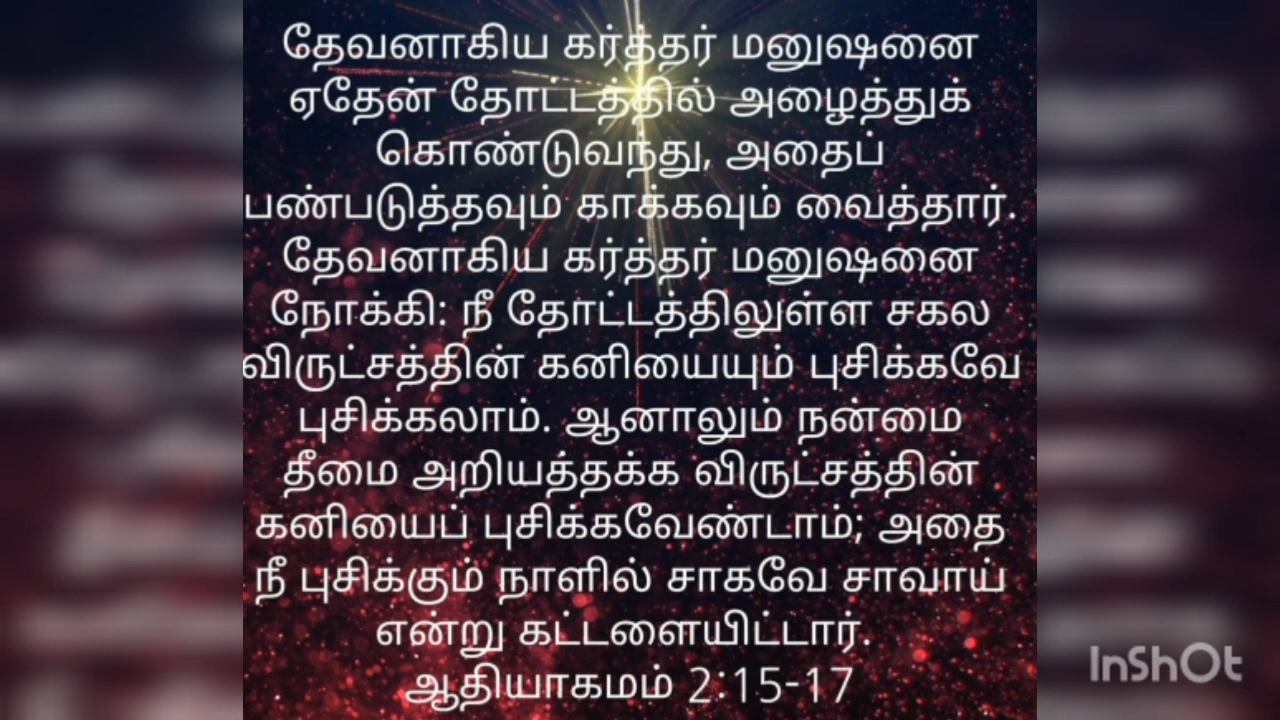 தேவனாகிய கர்த்தர் மனுஷனை
ஏதேன் தோட்டத்தில் அழைத்துக்
கொண்டுவந்து, அதைப்
பண்படுத்தவும் காக்கவும் வைத்தார்.
தேவனாகிய கர்த்தர் மனுஷனை
நோக்கி: நீ தோட்டத்திலுள்ள சகல
விருட்சத்தின் கனியையும் புசிக்கவே
புசிக்கலாம். ஆனாலும் நன்மை
தீமை அறியத்தக்க விருட்சத்தின்
கனியைப் புசிக்கவேண்டாம்; அதை
நீ புசிக்கும் நாளில் சாகவே சாவாய்
என்று கட்டளையிட்டார்.
ஆதியாகமம் 2:15-17
InShOt